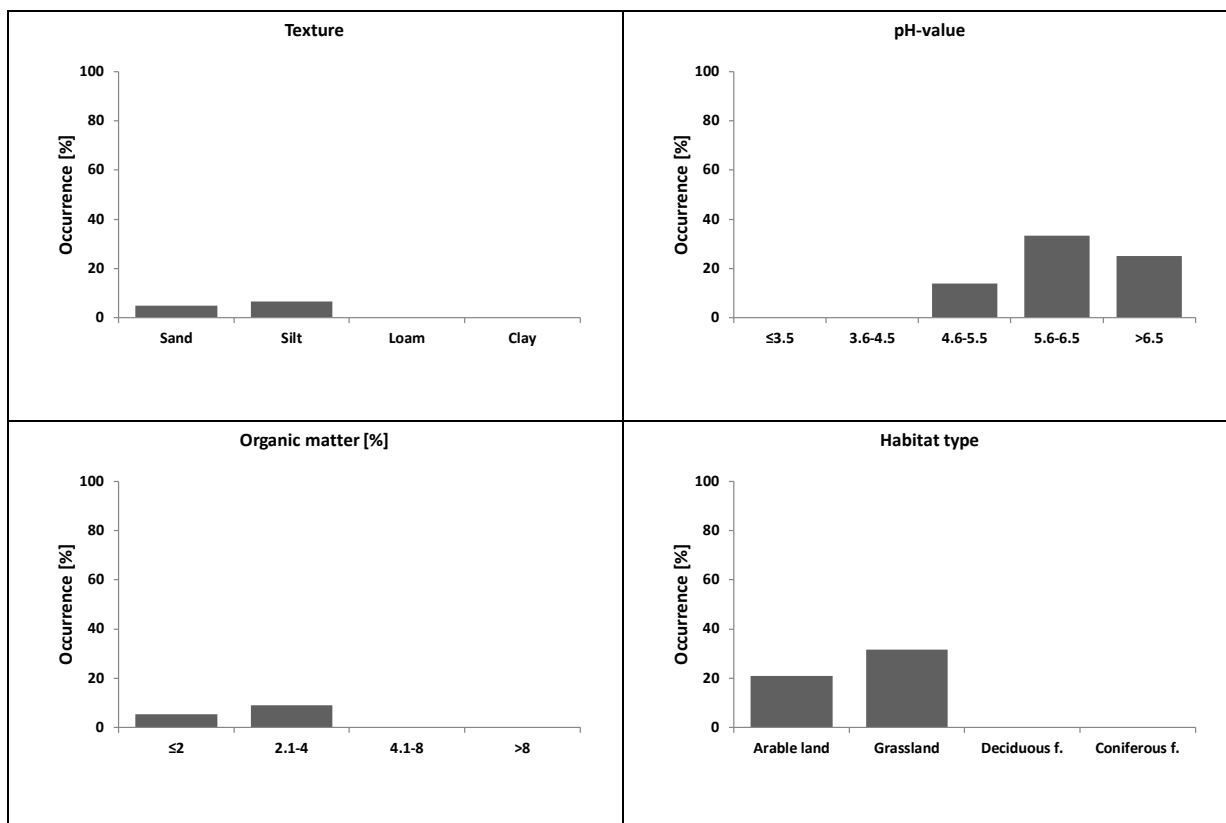 Texture
Occurrence [%]
100
80
60
40
20
0
Sand Silt Loam Clay
pH-value
Occurrence [%]
100
80
60
40
20
0
≤3.5 3.6-4.5 4.6-5.5 5.6-6.5 >6.5
Organic matter [%]
Occurrence [%]
100
80
60
40
20
0
≤2 2.1-4 4.1-8 >8
Habitat type
Occurrence [%]
100
80
60
40
20
0
Arable land Grassland Deciduous f. Coniferous f.